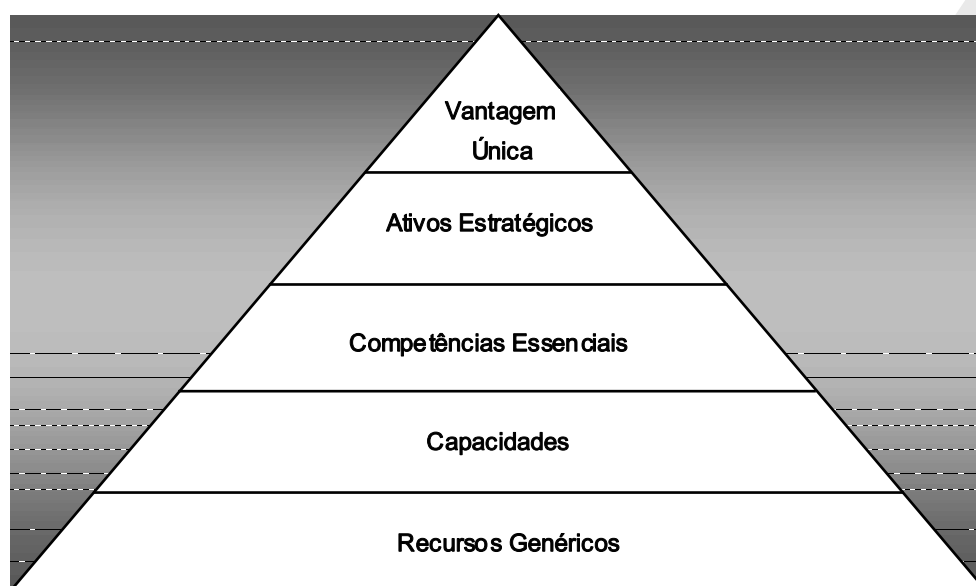 Vantagem
Única
Ativos Estratégicos
Competências Essenciais
Capacidades
Recursos Genéricos